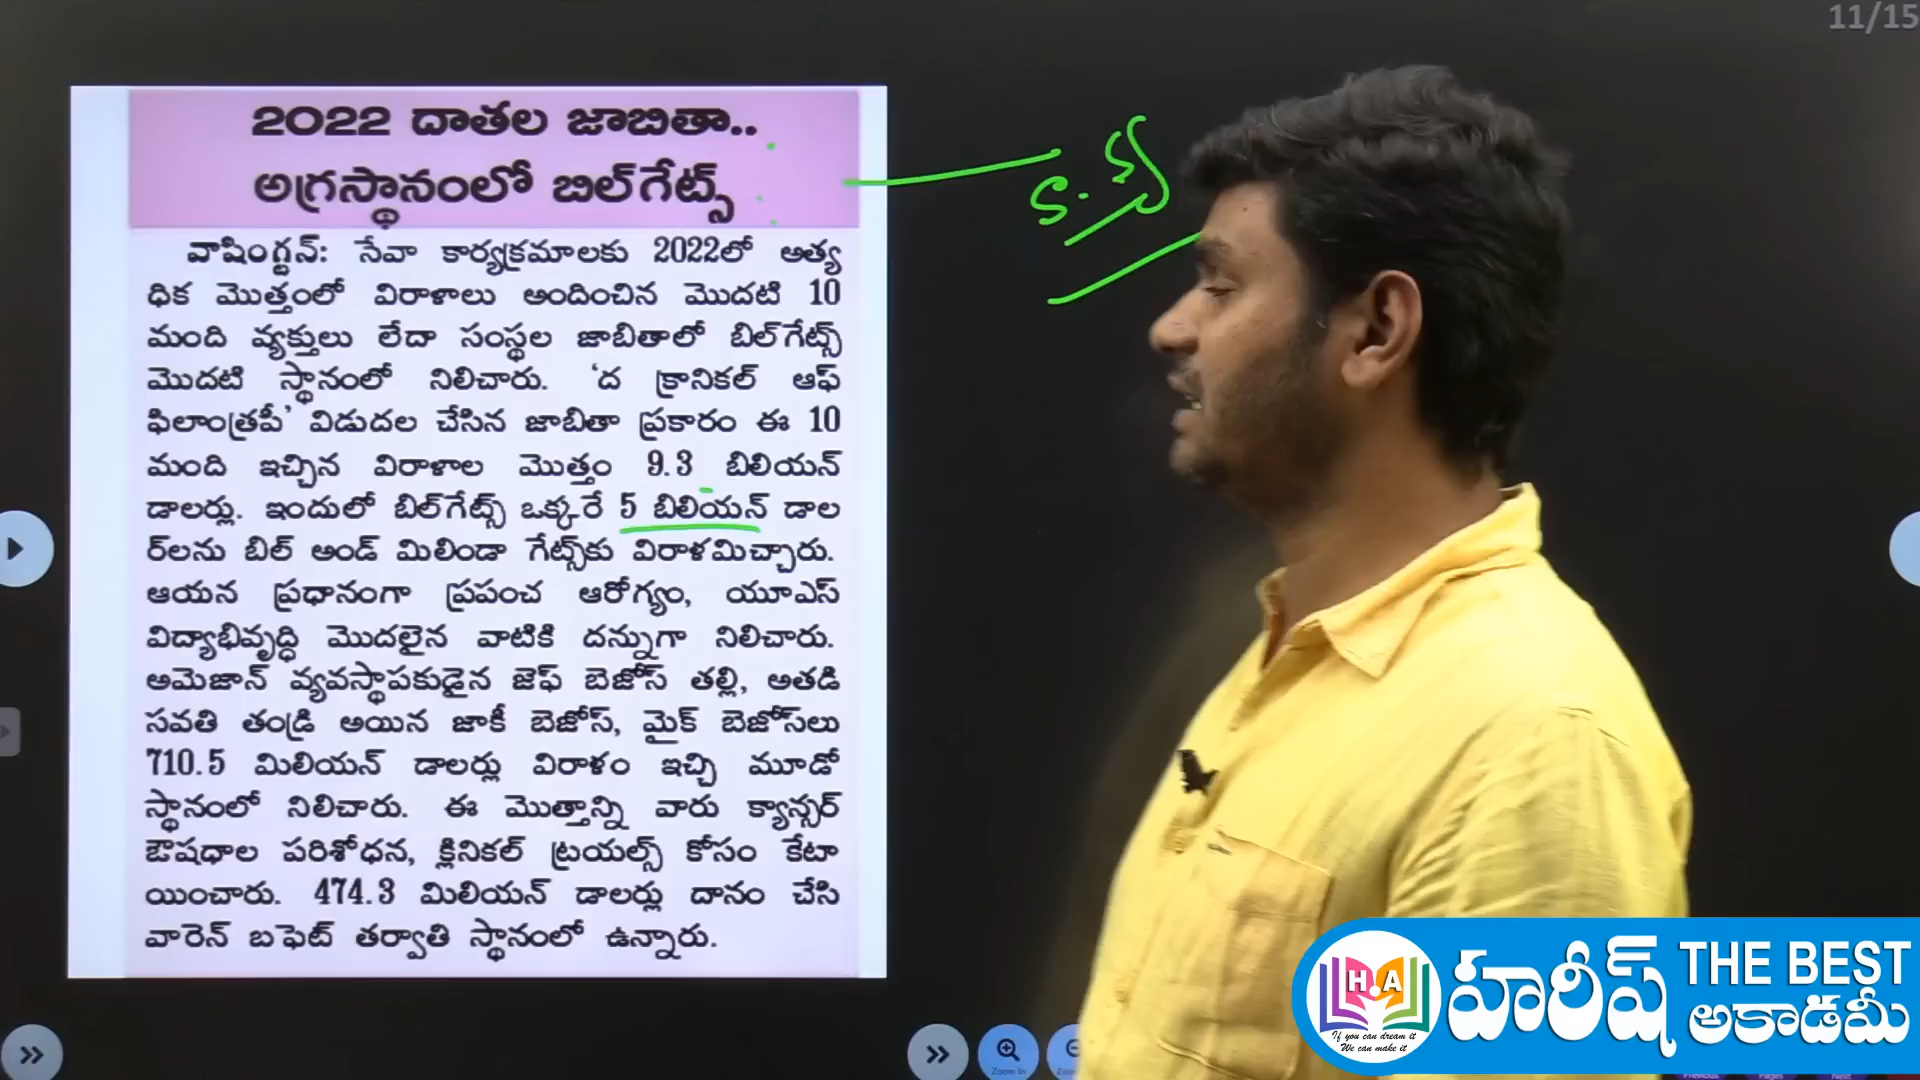 11/15
2022 దాతల జాబితా..
అగ్రస్థానంలో బిల్‌గేట్స్
వాషింగ్టన్: సేవా కార్యక్రమాలకు 2022లో అత్య
ధిక మొత్తంలో విరాళాలు అందించిన మొదటి 10
మంది వ్యక్తులు లేదా సంస్థల జాబితాలో బిల్‌గేట్స్
మొదటి స్థానంలో నిలిచారు. ‘ద క్రానికల్ ఆఫ్
ఫిలాంత్రపీ’ విడుదల చేసిన జాబితా ప్రకారం ఈ 10
మంది ఇచ్చిన విరాళాల మొత్తం 9.3 బిలియన్
డాలర్లు. ఇందులో బిల్‌గేట్స్ ఒక్కరే 5 బిలియన్ డాల
ర్‌లను బిల్ అండ్ మిలిండా గేట్స్‌కు విరాళమిచ్చారు.
ఆయన ప్రధానంగా ప్రపంచ ఆరోగ్యం, యూఎస్
విద్యాభివృద్ధి మొదలైన వాటికి దన్నుగా నిలిచారు.
అమెజాన్ వ్యవస్థాపకుడైన జెఫ్ బెజోస్ తల్లి, అతడి
సవతి తండ్రి అయిన జాకీ బెజోస్, మైక్ బెజోస్‌లు
710.5 మిలియన్ డాలర్లు విరాళం ఇచ్చి మూడో
స్థానంలో నిలిచారు. ఈ మొత్తాన్ని వారు క్యాన్సర్
ఔషధాల పరిశోధన, క్లినికల్ ట్రయల్స్ కోసం కేటా
యించారు. 474.3 మిలియన్ డాలర్లు దానం చేసి
వారెన్ బఫెట్ తర్వాతి స్థానంలో ఉన్నారు.
H.A
If you can dream it
We can make it
హరీష్
THE BEST
అకాడమీ
Zoom In